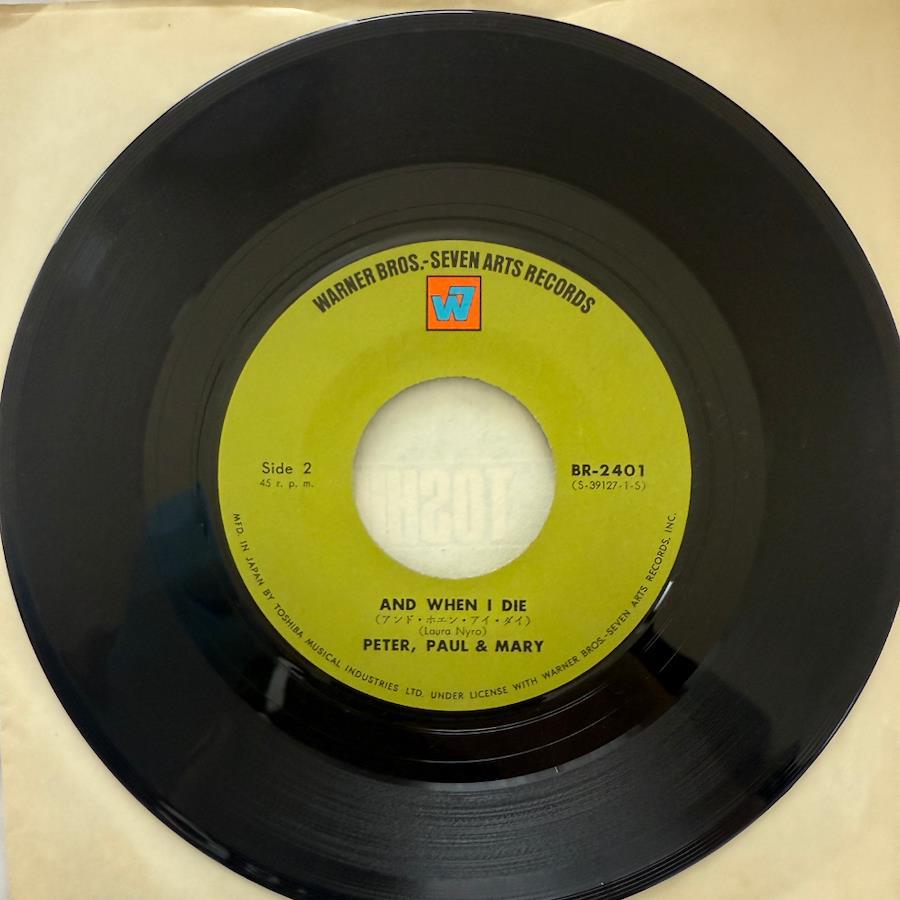 WARNER BROS.-SEVEN ARTS RECORDS
W7
Side 2
45 r. p. m.
BR-2401
(S-39127-1-S)
AND WHEN I DIE
(アンド・ホエン・アイ・ダイ)
(Laura Nyro)
PETER, PAUL & MARY
MFD. IN JAPAN BY TOSHIBA MUSICAL INDUSTRIES LTD. UNDER LICENSE WITH WARNER BROS.-SEVEN ARTS RECORDS, INC.